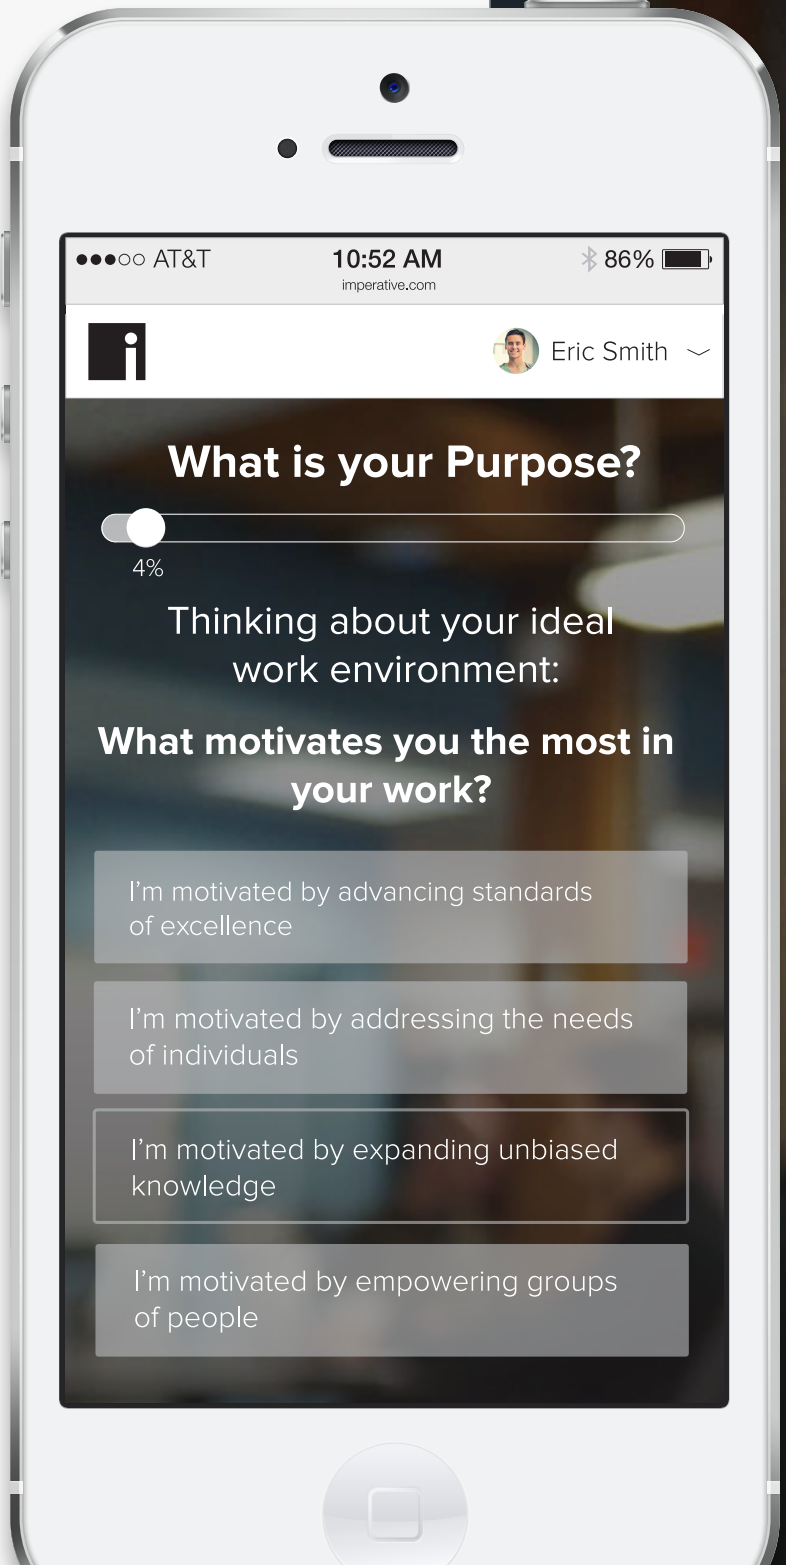 AT&T 10:52 AM 86%
imperative.com
i Eric Smith
What is your Purpose?
4%
Thinking about your ideal
work environment:
What motivates you the most in
your work?
I'm motivated by advancing standards
of excellence
I'm motivated by addressing the needs
of individuals
I'm motivated by expanding unbiased
knowledge
I'm motivated by empowering groups
of people